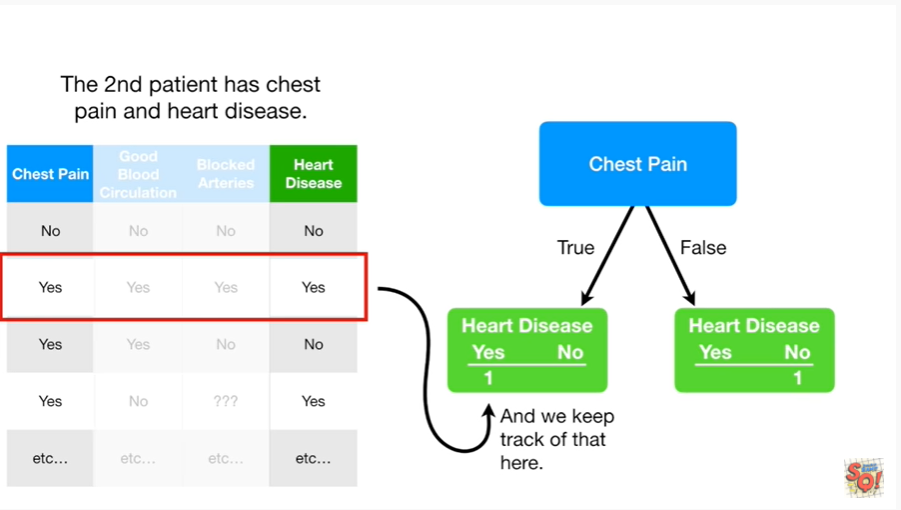 The 2nd patient has chest
pain and heart disease.
Chest Pain
Good
Blood
Circulation
Blocked
Arteries
Heart
Disease
No No No No
Yes Yes Yes Yes
Yes Yes No No
Yes No ??? Yes
etc... etc... etc... etc...
Chest Pain
True False
Heart Disease
Yes No
1
Heart Disease
Yes No
1
And we keep
track of that
here.
SQ!